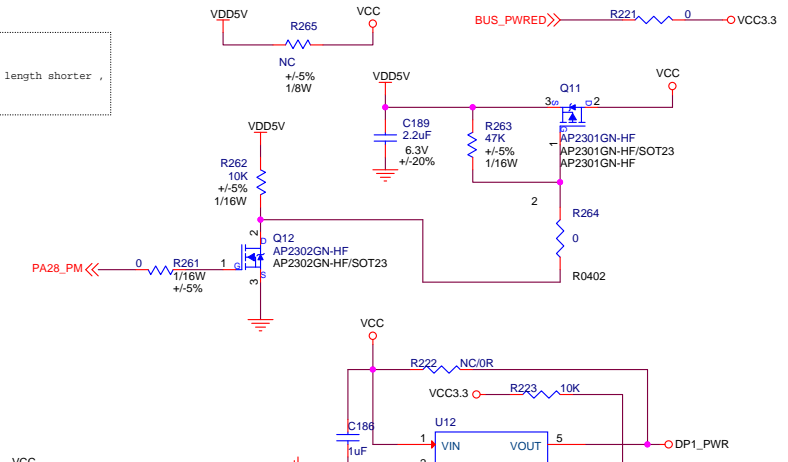 VDD5V
R265
VCC
NC
+/-5%
1/8W
BUS_PWRED
R221
0
VCC3.3
length shorter ,
VDD5V
R262
10K
+/-5%
1/16W
VDD5V
C189
2.2uF
6.3V
+/-20%
R263
47K
+/-5%
1/16W
Q11
VCC
3
S
D
2
G
1
AP2301GN-HF
AP2301GN-HF/SOT23
AP2301GN-HF
2
R264
0
R0402
PA28_PM
0
R261
1/16W
+/-5%
1
G
2
D
S
3
Q12
AP2302GN-HF
AP2302GN-HF/SOT23
VCC
R222
NC/0R
VCC3.3
R223
10K
C186
1uF
U12
1
VIN
VOUT
5
DP1_PWR
2
VCC